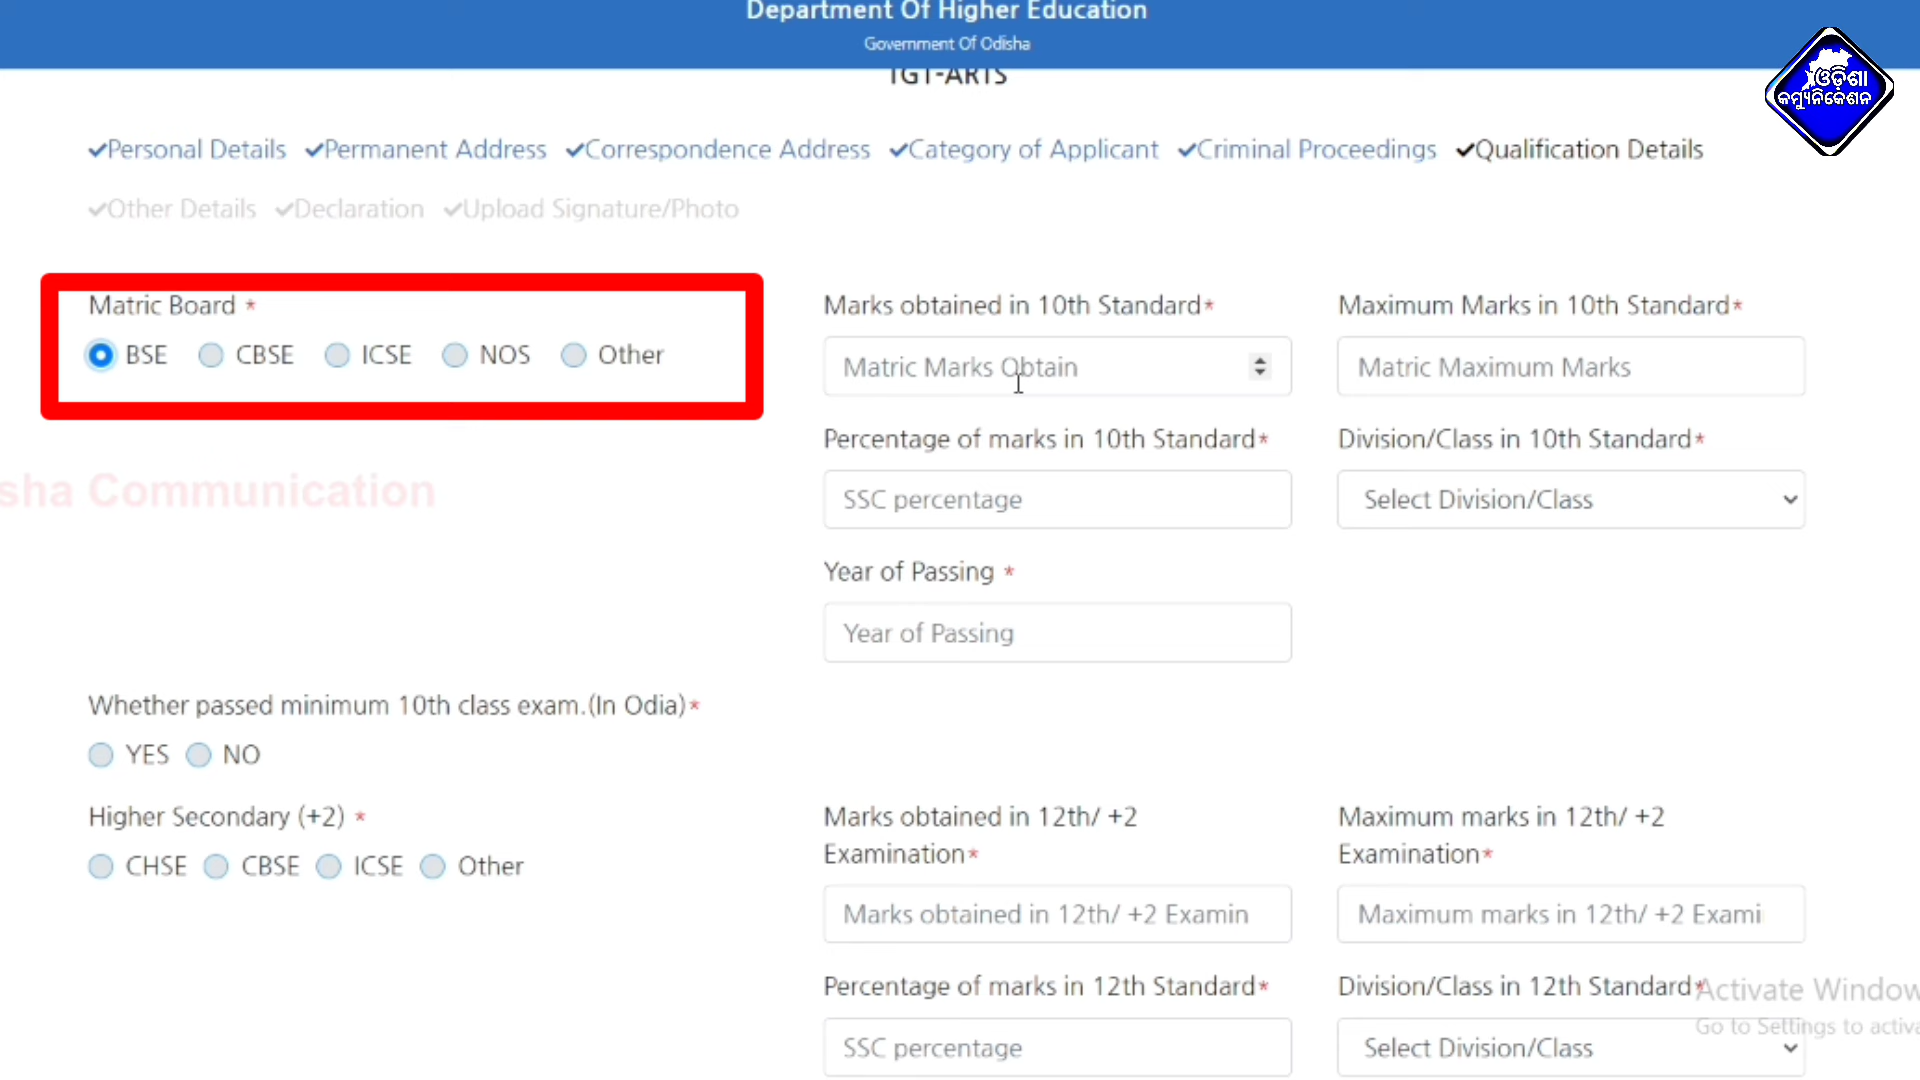 Department Of Higher Education
Government Of Odisha
TGT-ARTS
ଓଡ଼ିଶା
କମ୍ୟୁନିକେଶନ
Personal Details Permanent Address Correspondence Address Category of Applicant Criminal Proceedings Qualification Details
Other Details Declaration Upload Signature/Photo
Matric Board *
BSE CBSE ICSE NOS Other
Marks obtained in 10th Standard*
Matric Marks Obtain
Maximum Marks in 10th Standard*
Matric Maximum Marks
Percentage of marks in 10th Standard*
SSC percentage
Division/Class in 10th Standard*
Select Division/Class
sha Communication
Year of Passing *
Year of Passing
Whether passed minimum 10th class exam.(In Odia)*
YES NO
Higher Secondary (+2) *
CHSE CBSE ICSE Other
Marks obtained in 12th/ +2
Examination*
Marks obtained in 12th/ +2 Examin
Maximum marks in 12th/ +2
Examination*
Maximum marks in 12th/ +2 Exami
Percentage of marks in 12th Standard*
SSC percentage
Division/Class in 12th Standard*
Select Division/Class
Activate Window
Go to Settings to activa